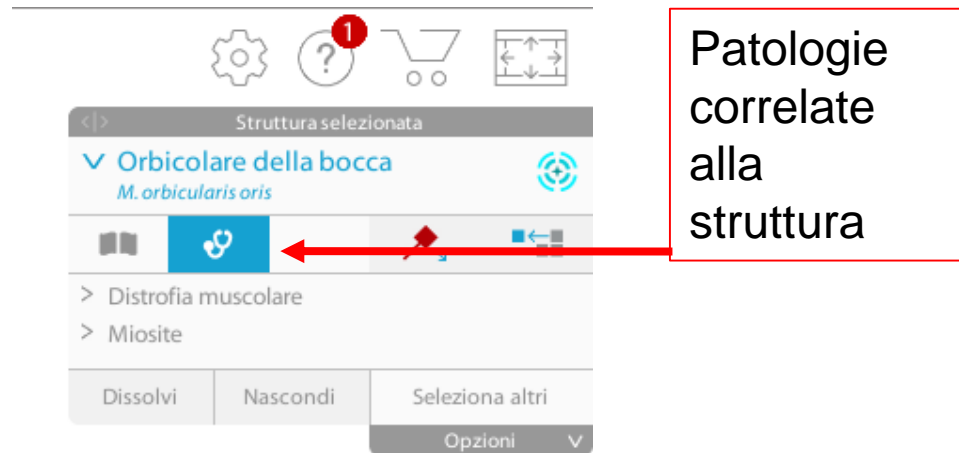 ?
1
Struttura selezionata
Orbicolare della bocca
M. orbicularis oris
> Distrofia muscolare
> Miosite
Dissolvi Nascondi Seleziona altri
Opzioni
Patologie
correlate
alla
struttura